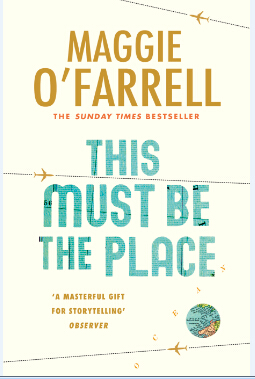 MAGGIE
O'FARRELL
THE SUNDAY TIMES BESTSELLER
THIS
MUST BE
THE PLACE
'A MASTERFUL GIFT
FOR STORYTELLING'
OBSERVER